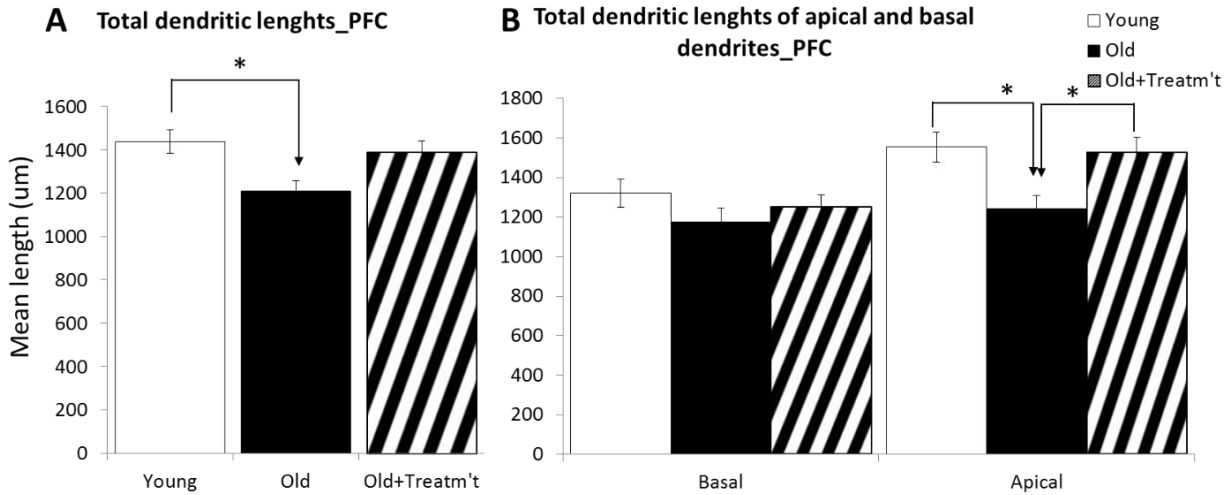 A Total dendritic lenghts_PFC
*
1600
1400
1200
1000
800
600
400
200
0
Mean length (um)
Young Old Old+Treatm't
B Total dendritic lenghts of apical and basal
dendrites_PFC
Young
Old
Old+Treatm't
* *
1800
1600
1400
1200
1000
800
600
400
200
0
Basal Apical